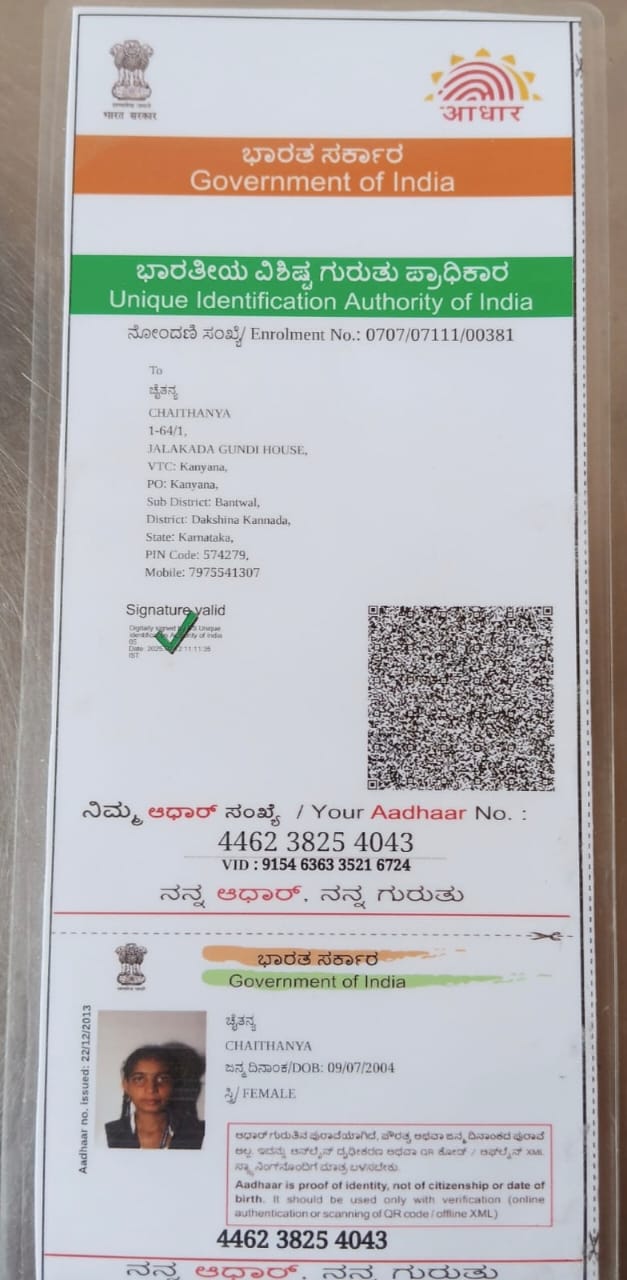 भारत सरकार
आधार
ಭಾರತ ಸರ್ಕಾರ
Government of India
ಭಾರತೀಯ ವಿಶಿಷ್ಟ ಗುರುತು ಪ್ರಾಧಿಕಾರ
Unique Identification Authority of India
ನೋಂದಣಿ ಸಂಖ್ಯೆ/ Enrolment No.: 0707/07111/00381
To
ಚೈತನ್ಯ
CHAITHANYA
1-64/1,
JALAKADA GUNDI HOUSE,
VTC: Kanyana,
PO: Kanyana,
Sub District: Bantwal,
District: Dakshina Kannada,
State: Karnataka,
PIN Code: 574279,
Mobile: 7975541307
Signature valid
Digitally signed Unique
Identification Authority of India
05
Date: 2025 11:11:35
IST
ನಿಮ್ಮ ಆಧಾರ್ ಸಂಖ್ಯೆ / Your Aadhaar No. :
4462 3825 4043
VID : 9154 6363 3521 6724
ನನ್ನ ಆಧಾರ್, ನನ್ನ ಗುರುತು
ಭಾರತ ಸರ್ಕಾರ
Government of India
Aadhaar no. issued: 22/12/2013
ಚೈತನ್ಯ
CHAITHANYA
ಜನ್ಮ ದಿನಾಂಕ/DOB: 09/07/2004
ಸ್ತ್ರೀ/ FEMALE
ಆಧಾರ್ ಗುರುತಿನ ಪುರಾವೆಯಾಗಿದೆ, ಪೌರತ್ವ ಅಥವಾ ಜನ್ಮ ದಿನಾಂಕದ ಪುರಾವೆ
ಅಲ್ಲ. ಇದನ್ನು ಆನ್‌ಲೈನ್ ದೃಢೀಕರಣ ಅಥವಾ QR ಕೋಡ್ / ಆಫ್‌ಲೈನ್ XML
ಸ್ಕ್ಯಾನಿಂಗ್‌ನೊಂದಿಗೆ ಮಾತ್ರ ಬಳಸಬೇಕು.
Aadhaar is proof of identity, not of citizenship or date of
birth. It should be used only with verification (online
authentication or scanning of QR code / offline XML)
4462 3825 4043
ನನ್ನ ಆಧಾರ್, ನನ್ನ ಗುರುತು